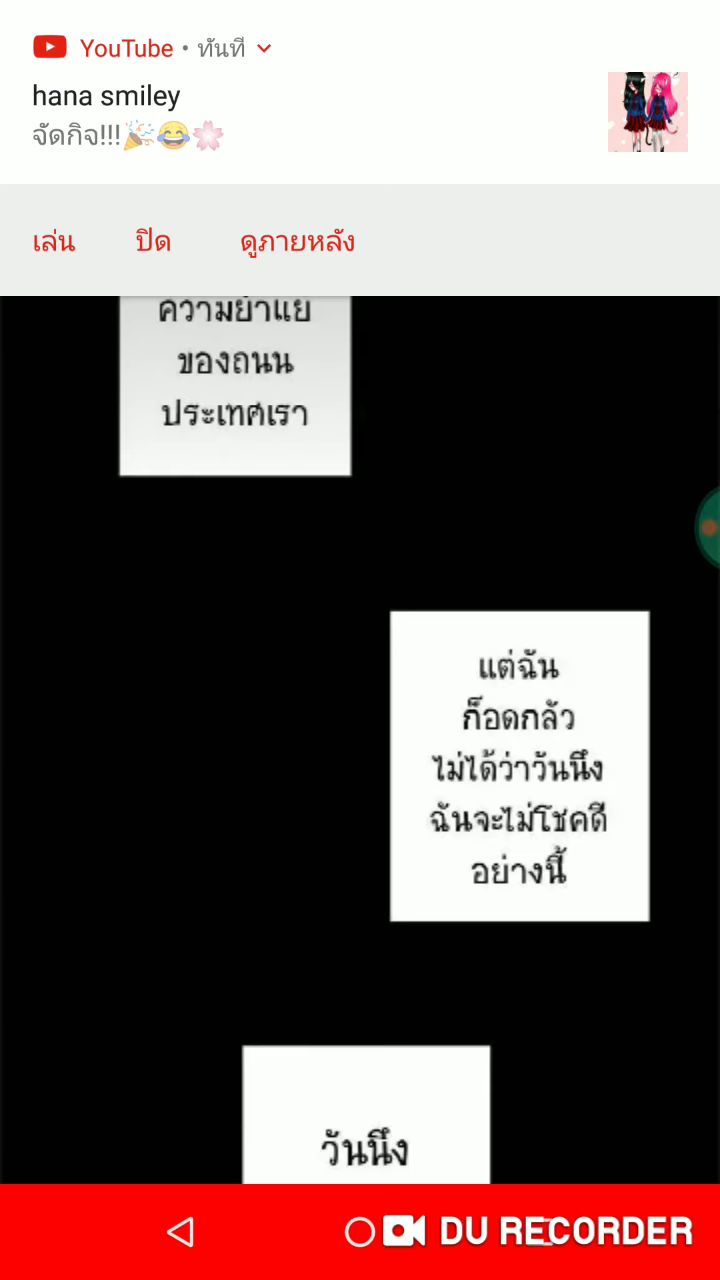 YouTube • ทันที
hana smiley
จัดกิจ!!!🎉😂🌸
เล่น ปิด ดูภายหลัง
ความย่ำแย่
ของถนน
ประเทศเรา
แต่ฉัน
ก็อดกลัว
ไม่ได้ว่าวันนึง
ฉันจะไม่โชคดี
อย่างนี้
วันนึง
DU RECORDER